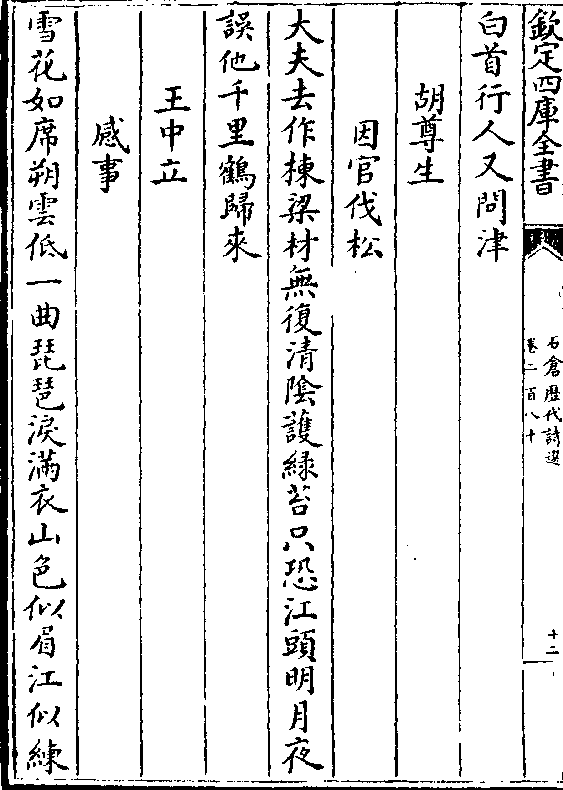 欽定四庫全書
石倉歷代詩選
卷二百八十
十二
白首行人又問津
胡尊生
因官伐松
大夫去作棟梁材無復清陰護綠苔只恐江頭明月夜
誤他千里鶴歸來
王中立
感事
雪花如席朔雲低一曲琵琶淚滿衣山色似眉江似練